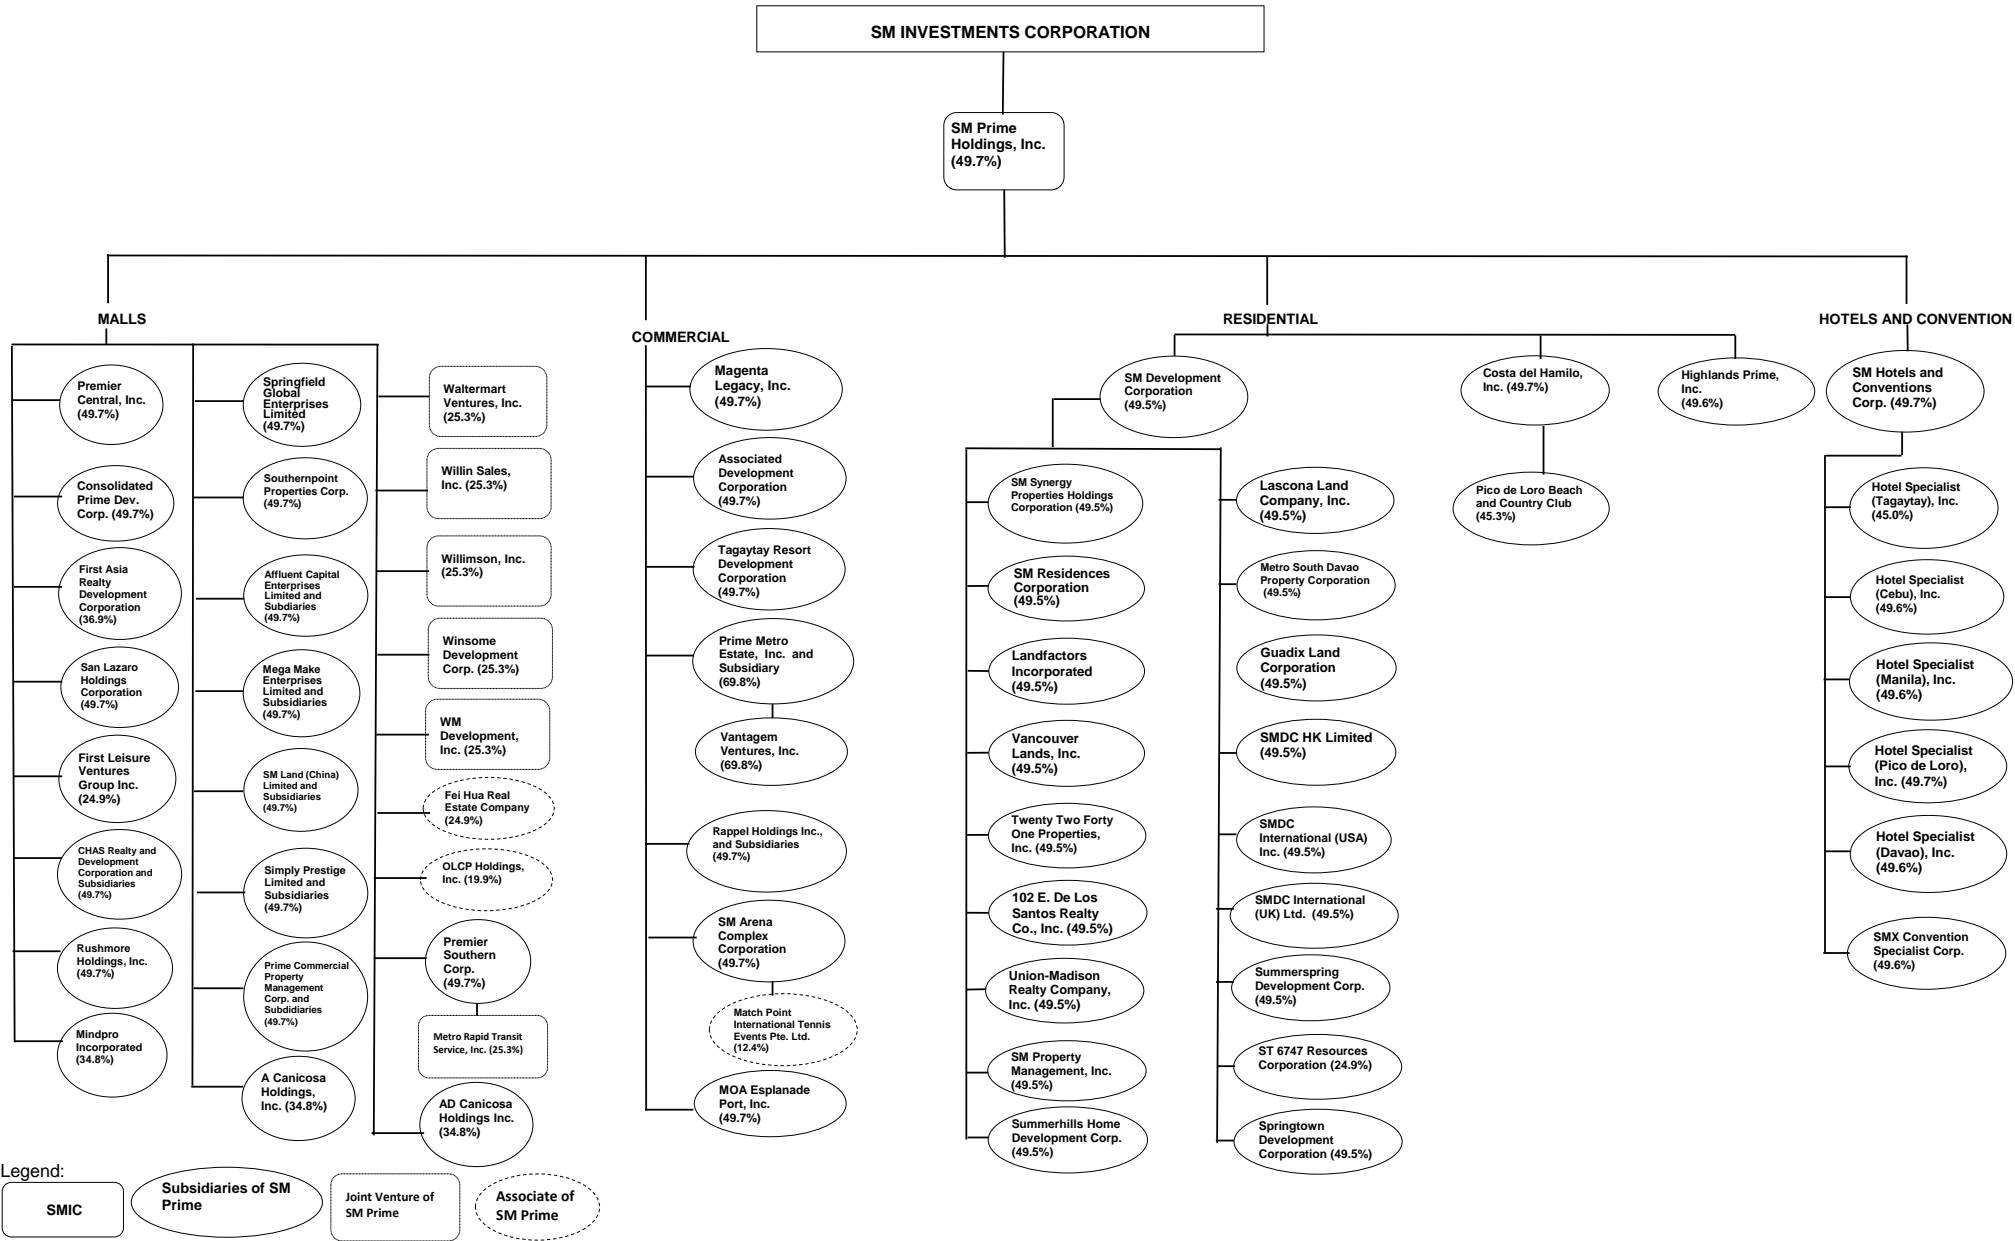 SM INVESTMENTS CORPORATION
SM Prime
Holdings, Inc.
(49.7%)
MALLS
Premier
Central, Inc.
(49.7%)
Consolidated
Prime Dev.
Corp. (49.7%)
First Asia
Realty
Development
Corporation
(36.9%)
San Lazaro
Holdings
Corporation
(49.7%)
First Leisure
Ventures
Group Inc.
(24.9%)
CHAS Realty and
Development
Corporation and
Subsidiaries
(49.7%)
Rushmore
Holdings, Inc.
(49.7%)
Mindpro
Incorporated
(34.8%)
Springfield
Global
Enterprises
Limited
(49.7%)
Southernpoint
Properties Corp.
(49.7%)
Affluent Capital
Enterprises
Limited and
Subdiaries
(49.7%)
Mega Make
Enterprises
Limited and
Subsidiaries
(49.7%)
SM Land (China)
Limited and
Subsidiaries
(49.7%)
Simply Prestige
Limited and
Subsidiaries
(49.7%)
Prime Commercial
Property
Management
Corp. and
Subdidiaries
(49.7%)
A Canicosa
Holdings,
Inc. (34.8%)
Waltermart
Ventures, Inc.
(25.3%)
Willin Sales,
Inc. (25.3%)
Willimson, Inc.
(25.3%)
Winsome
Development
Corp. (25.3%)
WM
Development,
Inc. (25.3%)
Fei Hua Real
Estate Company
(24.9%)
OLCP Holdings,
Inc. (19.9%)
Premier
Southern
Corp.
(49.7%)
Metro Rapid Transit
Service, Inc. (25.3%)
AD Canicosa
Holdings Inc.
(34.8%)
COMMERCIAL
Magenta
Legacy, Inc.
(49.7%)
Associated
Development
Corporation
(49.7%)
Tagaytay Resort
Development
Corporation
(49.7%)
Prime Metro
Estate, Inc. and
Subsidiary
(69.8%)
Vantagem
Ventures, Inc.
(69.8%)
Rappel Holdings Inc.,
and Subsidiaries
(49.7%)
SM Arena
Complex
Corporation
(49.7%)
Match Point
International Tennis
Events Pte. Ltd.
(12.4%)
MOA Esplanade
Port, Inc.
(49.7%)
RESIDENTIAL
SM Development
Corporation
(49.5%)
SM Synergy
Properties Holdings
Corporation (49.5%)
SM Residences
Corporation
(49.5%)
Landfactors
Incorporated
(49.5%)
Vancouver
Lands, Inc.
(49.5%)
Twenty Two Forty
One Properties,
Inc. (49.5%)
102 E. De Los
Santos Realty
Co., Inc. (49.5%)
Union-Madison
Realty Company,
Inc. (49.5%)
SM Property
Management, Inc.
(49.5%)
Summerhills Home
Development Corp.
(49.5%)
Lascona Land
Company, Inc.
(49.5%)
Metro South Davao
Property Corporation
(49.5%)
Guadix Land
Corporation
(49.5%)
SMDC HK Limited
(49.5%)
SMDC
International (USA)
Inc. (49.5%)
SMDC International
(UK) Ltd. (49.5%)
Summerspring
Development Corp.
(49.5%)
ST 6747 Resources
Corporation (24.9%)
Springtown
Development
Corporation (49.5%)
Costa del Hamilo,
Inc. (49.7%)
Pico de Loro Beach
and Country Club
(45.3%)
Highlands Prime,
Inc.
(49.6%)
HOTELS AND CONVENTION
SM Hotels and
Conventions
Corp. (49.7%)
Hotel Specialist
(Tagaytay), Inc.
(45.0%)
Hotel Specialist
(Cebu), Inc.
(49.6%)
Hotel Specialist
(Manila), Inc.
(49.6%)
Hotel Specialist
(Pico de Loro),
Inc. (49.7%)
Hotel Specialist
(Davao), Inc.
(49.6%)
SMX Convention
Specialist Corp.
(49.6%)
Legend:
SMIC
Subsidiaries of SM
Prime
Joint Venture of
SM Prime
Associate of
SM Prime